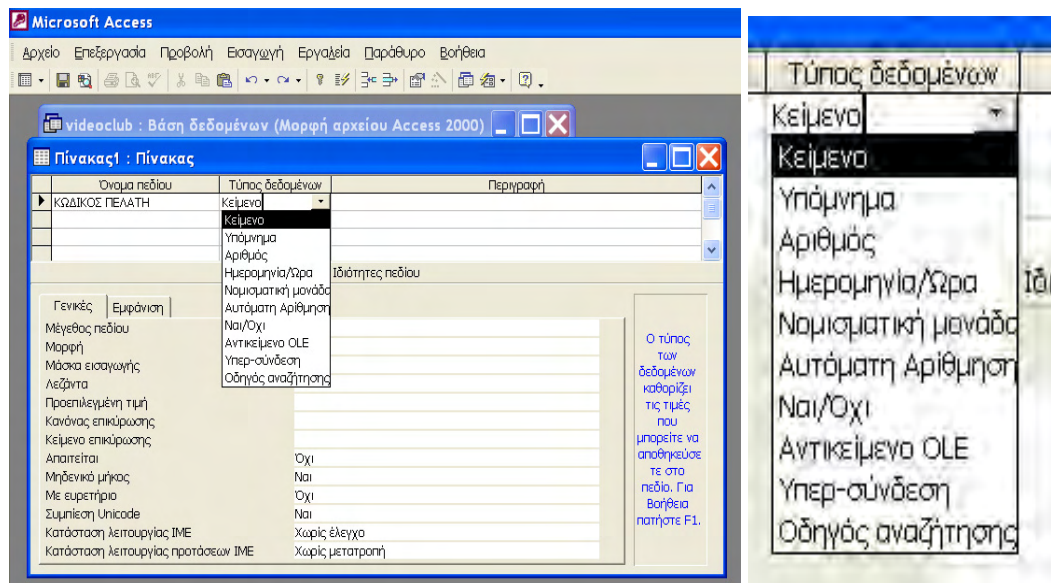 Microsoft Access
Αρχείο Επεξεργασία Προβολή Εισαγωγή Εργαλεία Παράθυρο Βοήθεια
videoclub : Βάση δεδομένων (Μορφή αρχείου Access 2000)
Πίνακας1 : Πίνακας
Όνομα πεδίου Τύπος δεδομένων Περιγραφή
ΚΩΔΙΚΟΣ ΠΕΛΑΤΗ Κείμενο
Κείμενο
Υπόμνημα
Αριθμός
Ημερομηνία/Ώρα
Νομισματική μονάδα
Αυτόματη Αρίθμηση
Ναι/Όχι
Αντικείμενο OLE
Υπερ-σύνδεση
Οδηγός αναζήτησης
Ιδιότητες πεδίου
Γενικές Εμφάνιση
Μέγεθος πεδίου
Μορφή
Μάσκα εισαγωγής
Λεζάντα
Προεπιλεγμένη τιμή
Κανόνας επικύρωσης
Κείμενο επικύρωσης
Απαιτείται Όχι
Μηδενικό μήκος Ναι
Με ευρετήριο Όχι
Συμπίεση Unicode Ναι
Κατάσταση λειτουργίας IME Χωρίς έλεγχο
Κατάσταση λειτουργίας προτάσεων IME Χωρίς μετατροπή
Ο τύπος
των
δεδομένων
καθορίζει
τις τιμές
που
μπορείτε να
αποθηκεύσε
τε στο
πεδίο. Για
Βοήθεια
πατήστε F1.
Τύπος δεδομένων
Κείμενο
Κείμενο
Υπόμνημα
Αριθμός
Ημερομηνία/Ώρα
Νομισματική μονάδα
Αυτόματη Αρίθμηση
Ναι/Όχι
Αντικείμενο OLE
Υπερ-σύνδεση
Οδηγός αναζήτησης